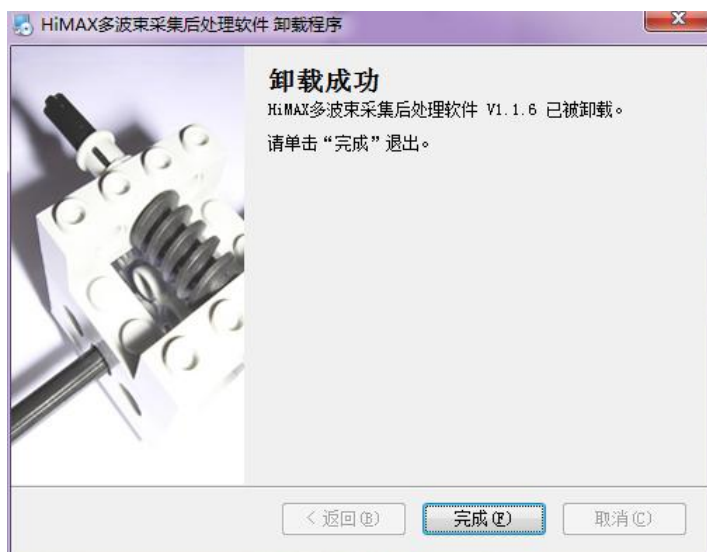 HiMAX多波束采集后处理软件 卸载程序
卸载成功
HiMAX多波束采集后处理软件 V1.1.6 已被卸载。
请单击“完成”退出。
< 返回(B)
完成(F)
取消(C)